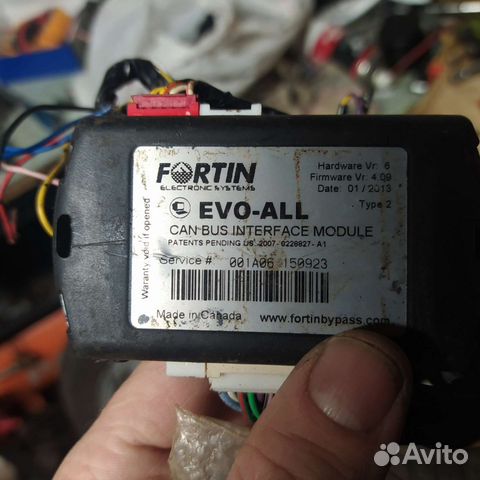 FORTIN
ELECTRONIC SYSTEMS
Hardware Vr: 6
Firmware Vr: 4.09
Date: 01/2013
Type 2
EVO-ALL
CAN BUS INTERFACE MODULE
PATENTS PENDING US: 2007-0228827-A1
Service # 001A06 150923
Warranty void if opened
Made in Canada
www.fortinbypass.com
Avito